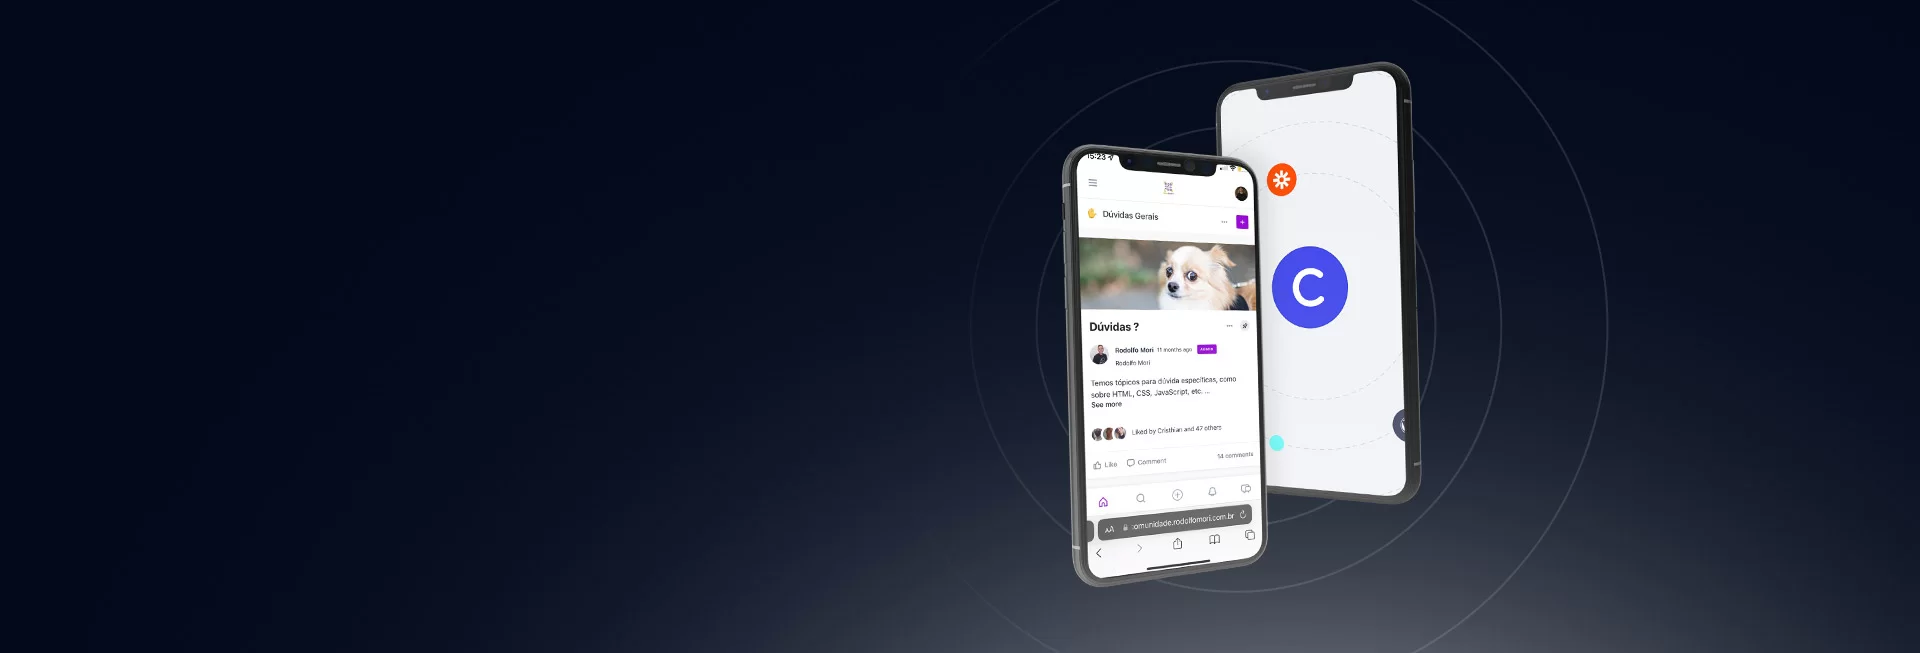 15:23
Dúvidas Gerais
Dúvidas ?
Rodolfo Mori 11 months ago ADMIN
Rodolfo Mori
Temos tópicos para dúvida específicas, como
sobre HTML, CSS, JavaScript, etc. ...
See more
Liked by Cristhian and 47 others
Like Comment 14 comments
AA omunidade.rodolfomori.com.br
C